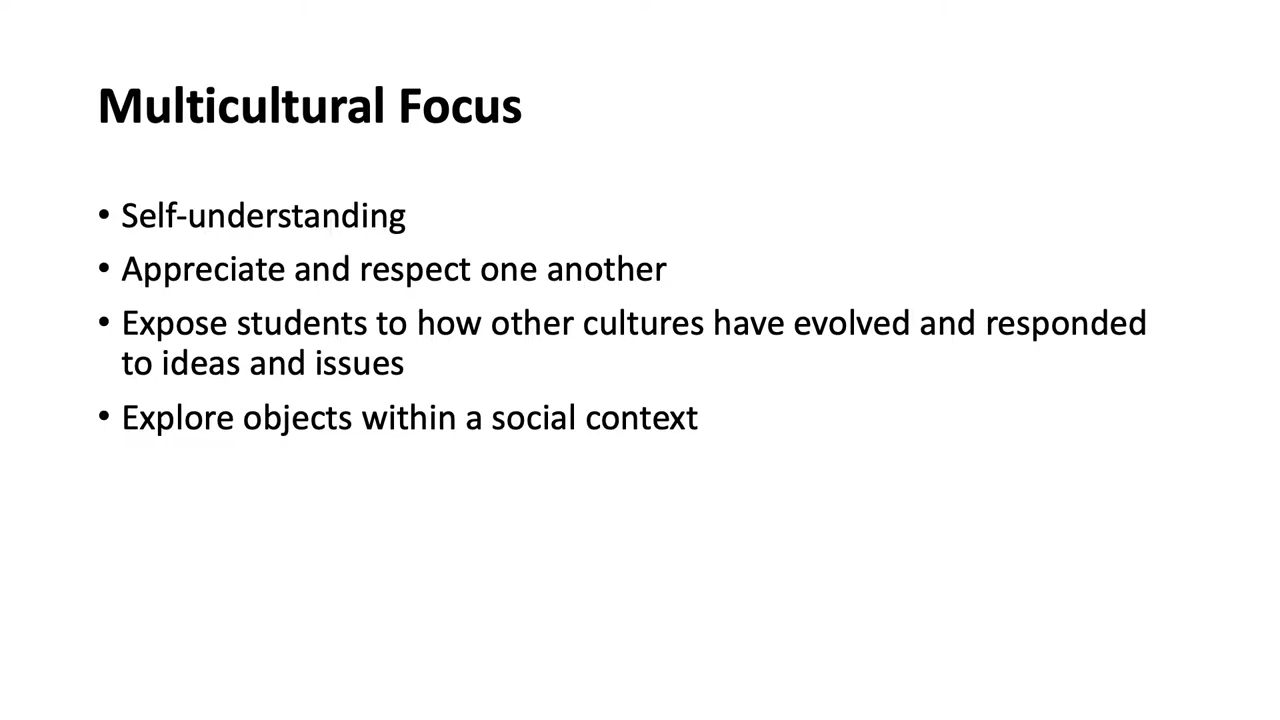 Multicultural Focus
• Self-understanding
• Appreciate and respect one another
• Expose students to how other cultures have evolved and responded
to ideas and issues
• Explore objects within a social context